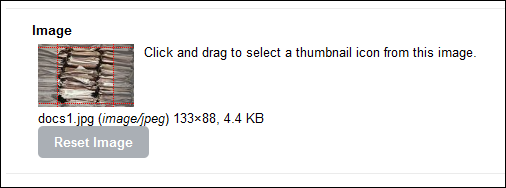 Image
Click and drag to select a thumbnail icon from this image.
docs1.jpg (image/jpeg) 133×88, 4.4 KB
Reset Image